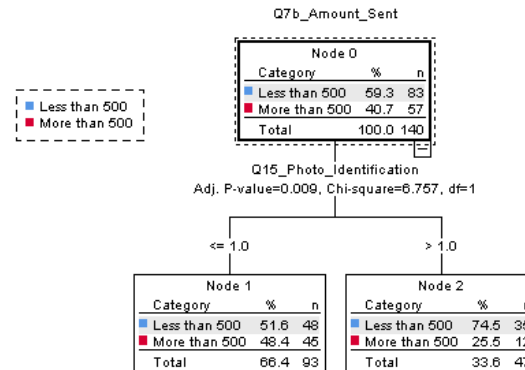 Q7b_Amount_Sent
Node 0
Category % n
Less than 500 59.3 83
More than 500 40.7 57
Total 100.0 140
Less than 500
More than 500
Q15_Photo_Identification
Adj. P-value=0.009, Chi-square=6.757, df=1
<= 1.0
> 1.0
Node 1
Category % n
Less than 500 51.6 48
More than 500 48.4 45
Total 66.4 93
Node 2
Category % n
Less than 500 74.5 35
More than 500 25.5 12
Total 33.6 47